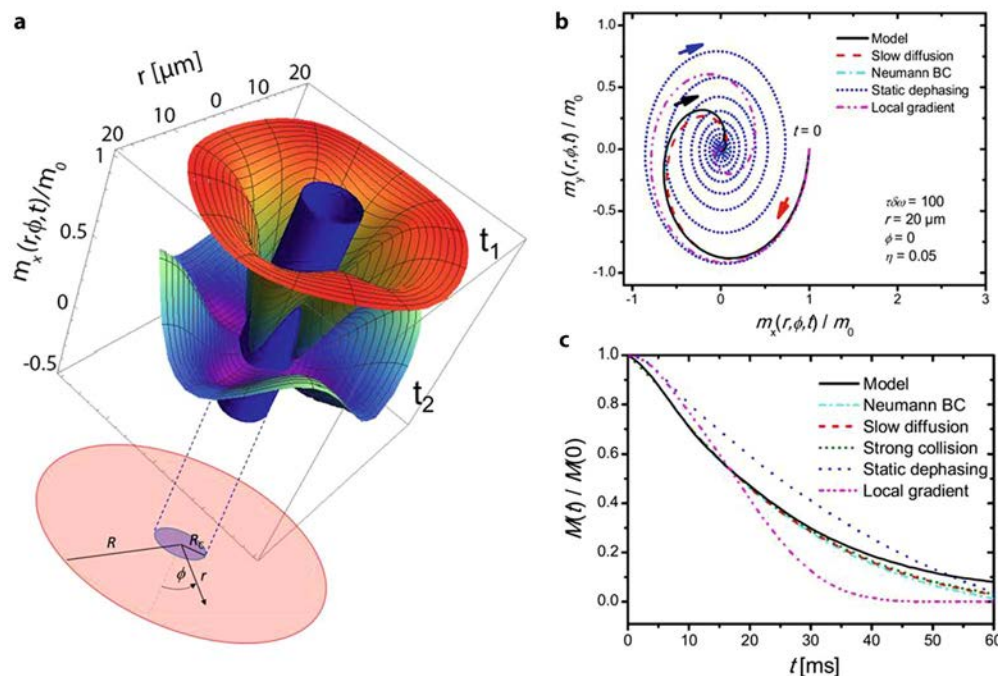 a
r [μm]
20
10
0
10
20
1
0.5
0
-0.5
m_x(r,ϕ,t)/m_0
t_1
t_2
R
R_C
r
ϕ
b
m_y(r,ϕ,t) / m_0
1.0
0.5
0.0
-0.5
-1.0
Model
Slow diffusion
Neumann BC
Static dephasing
Local gradient
t = 0
τδω = 100
r = 20 μm
ϕ = 0
η = 0.05
-1 0 1 2 3
m_x(r,ϕ,t) / m_0
c
M(t) / M(0)
1.0
0.8
0.6
0.4
0.2
0.0
Model
Neumann BC
Slow diffusion
Strong collision
Static dephasing
Local gradient
0 10 20 30 40 50 60
t [ms]